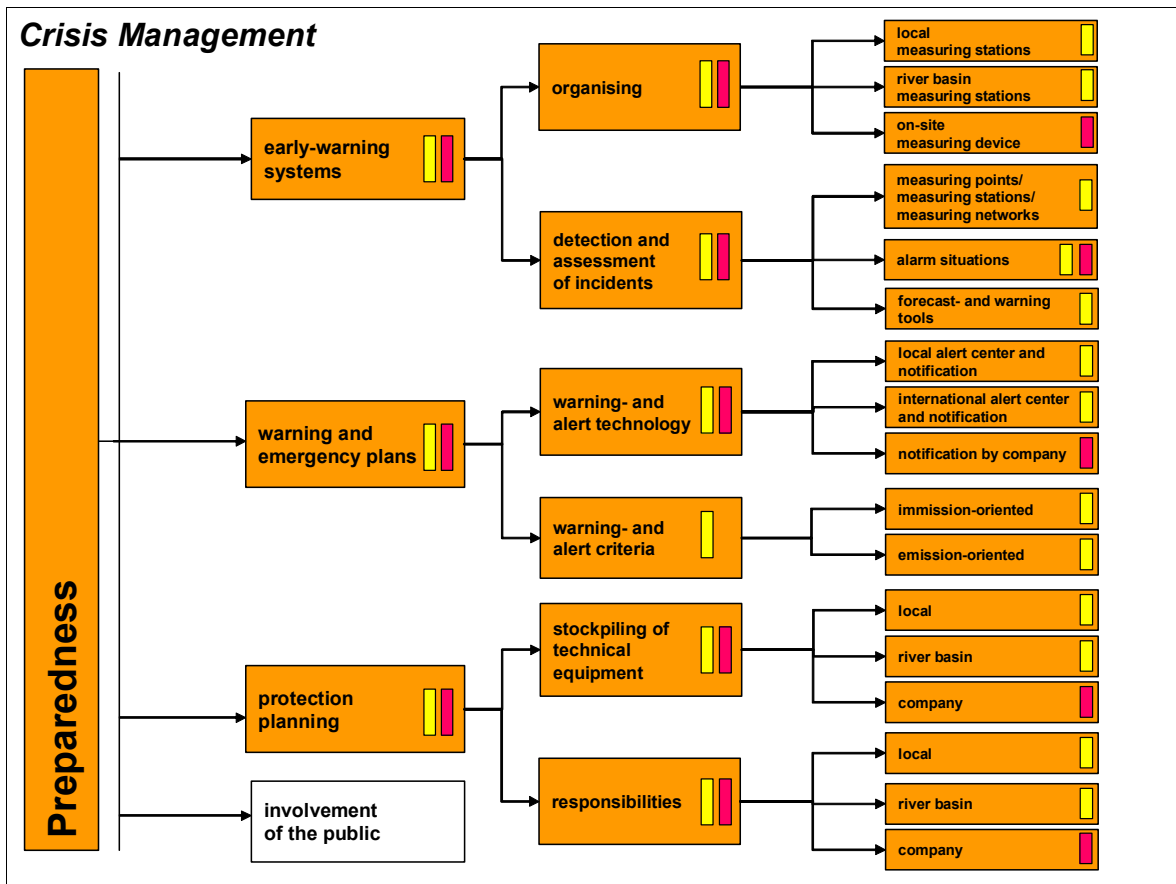 Crisis Management
Preparedness
early-warning
systems
organising
local
measuring stations
river basin
measuring stations
on-site
measuring device
detection and
assessment
of incidents
measuring points/
measuring stations/
measuring networks
alarm situations
forecast- and warning
tools
warning and
emergency plans
warning- and
alert technology
local alert center and
notification
international alert center
and notification
notification by company
warning- and
alert criteria
immission-oriented
emission-oriented
protection
planning
stockpiling of
technical
equipment
local
river basin
company
responsibilities
local
river basin
company
involvement
of the public